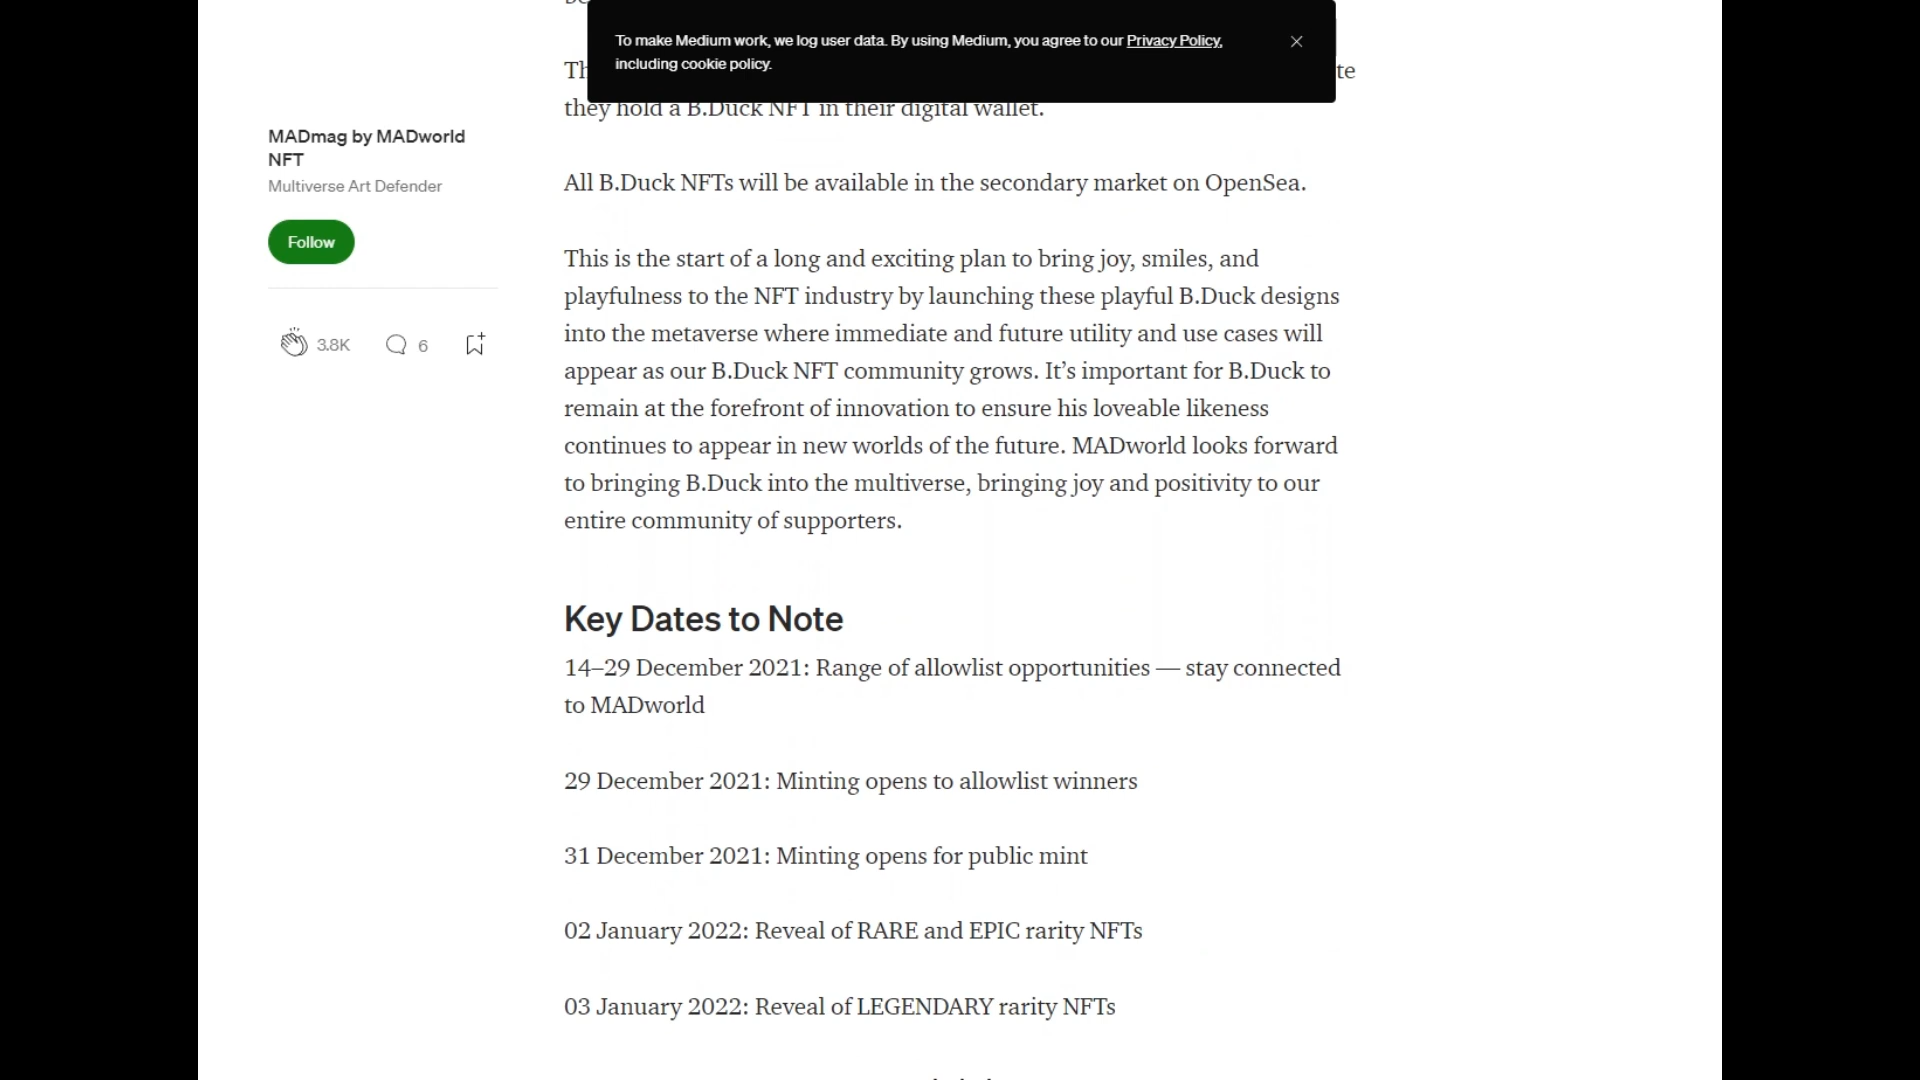 To make Medium work, we log user data. By using Medium, you agree to our Privacy Policy,
including cookie policy.
te
they hold a B.Duck NFT in their digital wallet.
MADmag by MADworld
NFT
Multiverse Art Defender
Follow
3.8K 6
All B.Duck NFTs will be available in the secondary market on OpenSea.
This is the start of a long and exciting plan to bring joy, smiles, and
playfulness to the NFT industry by launching these playful B.Duck designs
into the metaverse where immediate and future utility and use cases will
appear as our B.Duck NFT community grows. It’s important for B.Duck to
remain at the forefront of innovation to ensure his loveable likeness
continues to appear in new worlds of the future. MADworld looks forward
to bringing B.Duck into the multiverse, bringing joy and positivity to our
entire community of supporters.
Key Dates to Note
14–29 December 2021: Range of allowlist opportunities — stay connected
to MADworld
29 December 2021: Minting opens to allowlist winners
31 December 2021: Minting opens for public mint
02 January 2022: Reveal of RARE and EPIC rarity NFTs
03 January 2022: Reveal of LEGENDARY rarity NFTs